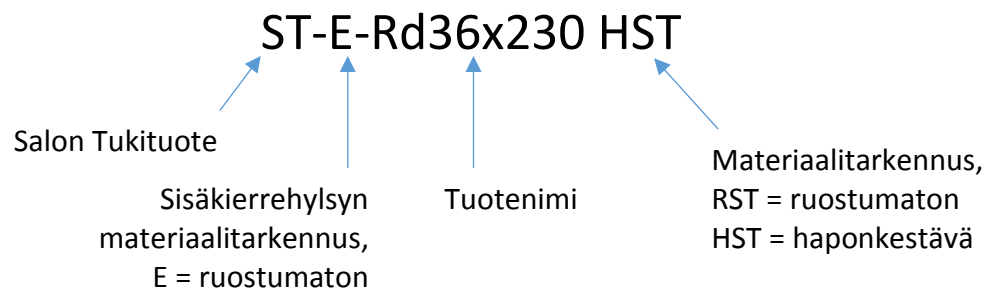 ST-E-Rd36x230 HST
Salon Tukituote
Sisäkierrehylsyn
materiaalitarkennus,
E = ruostumaton
Tuotenimi
Materiaalitarkennus,
RST = ruostumaton
HST = haponkestävä